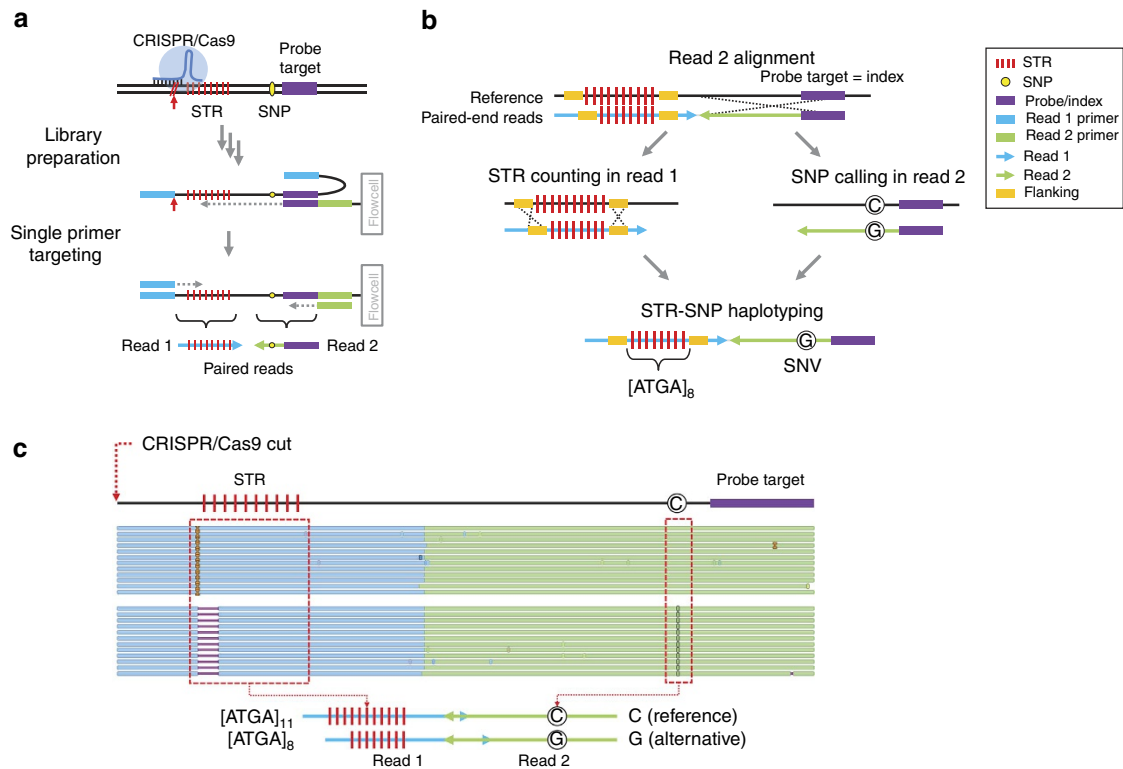 a
CRISPR/Cas9
Probe
target
STR
SNP
Library
preparation
Flowcell
Single primer
targeting
Flowcell
Read 1
Read 2
Paired reads
b
Read 2 alignment
Probe target = index
Reference
Paired-end reads
STR counting in read 1
SNP calling in read 2
C
G
STR-SNP haplotyping
G
SNV
[ATGA]8
STR
SNP
Probe/index
Read 1 primer
Read 2 primer
Read 1
Read 2
Flanking
c
CRISPR/Cas9 cut
STR
Probe target
C
[ATGA]11
C
C (reference)
[ATGA]8
G
G (alternative)
Read 1
Read 2